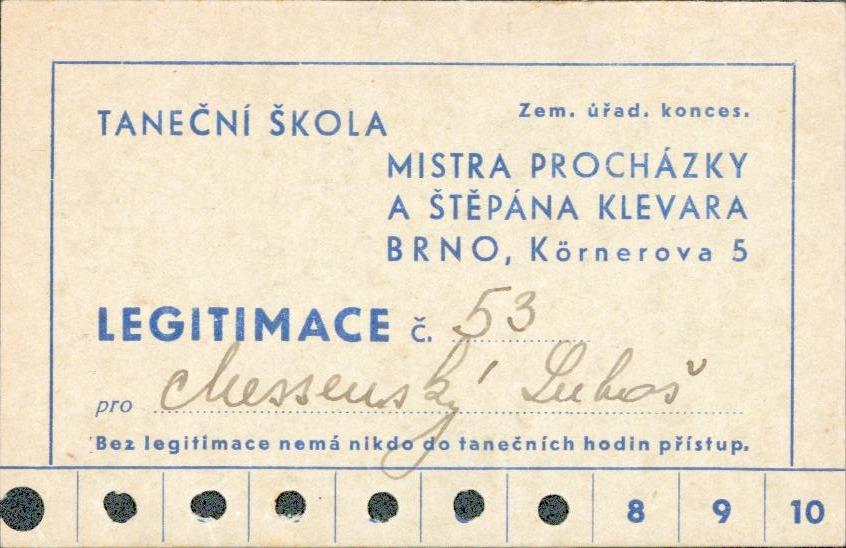 TANEČNÍ ŠKOLA
Zem. úřad. konces.
MISTRA PROCHÁZKY
A ŠTĚPÁNA KLEVARA
BRNO, Körnerova 5
LEGITIMACE č. 53
pro Messenský Luboš
Bez legitimace nemá nikdo do tanečních hodin přístup.
8 9 10